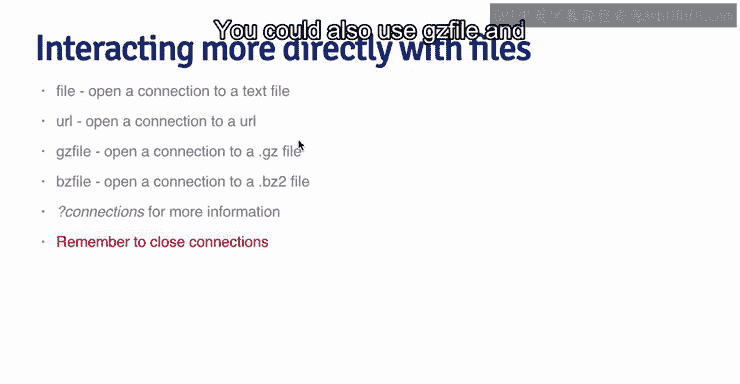 You could also use gzfile and
Interacting more directly with files
· file - open a connection to a text file
· url - open a connection to a url
· gzfile - open a connection to a .gz file
· bzfile - open a connection to a .bz2 file
· ?connections for more information
· Remember to close connections